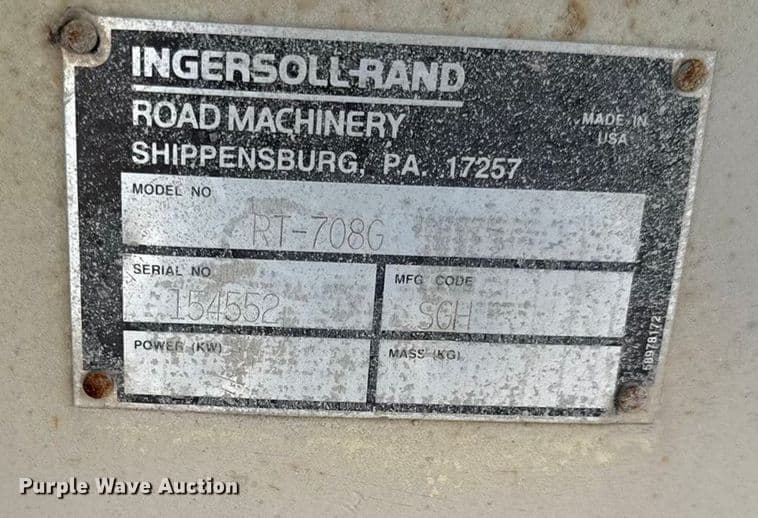 INGERSOLL-RAND
ROAD MACHINERY
MADE IN
USA
SHIPPENSBURG, PA. 17257
MODEL NO
RT-708G
SERIAL NO.
154552
MFG CODE
SGH
POWER (KW)
MASS (KG)
58978172
Purple Wave Auction